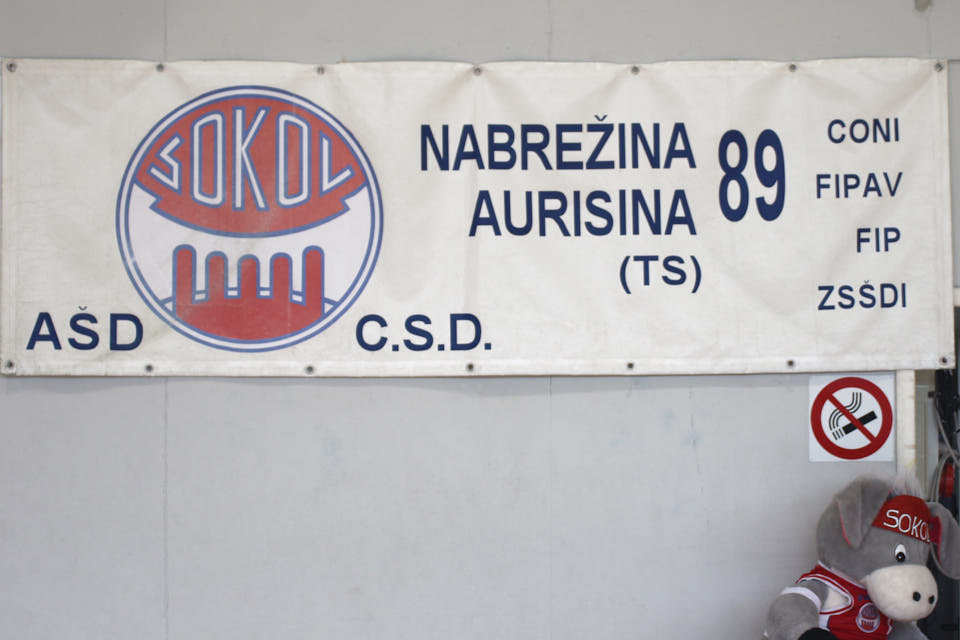 SOKOL
AŠD
C.S.D.
NABREŽINA
AURISINA
(TS)
89
CONI
FIPAV
FIP
ZSŠDI
SOKOL